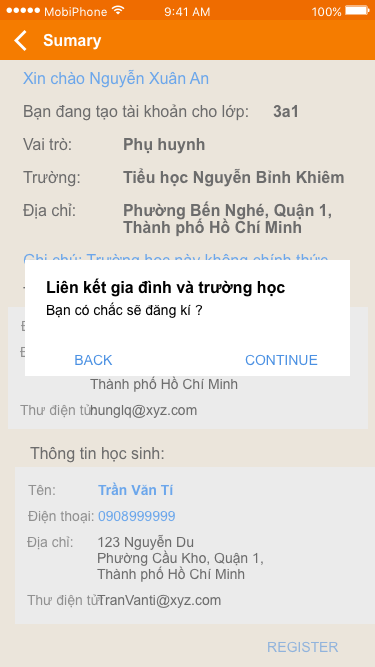 MobiPhone 9:41 AM 100%
Sumary
Xin chào Nguyễn Xuân An
Bạn đang tạo tài khoản cho lớp: 3a1
Vai trò: Phụ huynh
Trường: Tiểu học Nguyễn Bỉnh Khiêm
Địa chỉ: Phường Bến Nghé, Quận 1,
Thành phố Hồ Chí Minh
Ghi chú: Trường học này không chính thức
Liên kết gia đình và trường học
Bạn có chắc sẽ đăng kí ?
BACK CONTINUE
Thành phố Hồ Chí Minh
Thư điện tử: hunglq@xyz.com
Thông tin học sinh:
Tên: Trần Văn Tí
Điện thoại: 0908999999
Địa chỉ: 123 Nguyễn Du
Phường Cầu Kho, Quận 1,
Thành phố Hồ Chí Minh
Thư điện tử: TranVanti@xyz.com
REGISTER